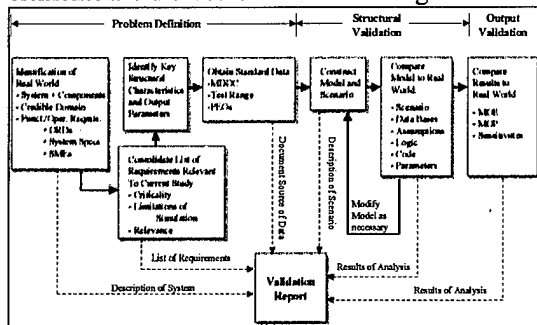 Problem Definition
Structural
Validation
Output
Validation
Identification of
Real World
- System + Components
- Credible Domain
- Funct/Oper. Requts.
- ORDs
- System Specs
- SMEs
Identify Key
Structural
Characteristics
and Output
Parameters
Obtain Standard Data
- MIDGC
- Test Range
- PEOs
Construct
Model and
Scenario
Compare
Model to Real
World.
- Scenario
- Data Bases
- Assumptions
- Logic
- Code
- Parameters
Compare
Results to
Real World
- MOE
- MOP
- Sensitivities
Consolidate List of
Requirements Relevant
To Current Study
- Criticality
- Limitations of
Simulation
- Relevance
Document Source of Data
Description of Scenario
Modify
Model as
necessary
List of Requirements
Validation
Report
Results of Analysis
Description of System
Results of Analysis